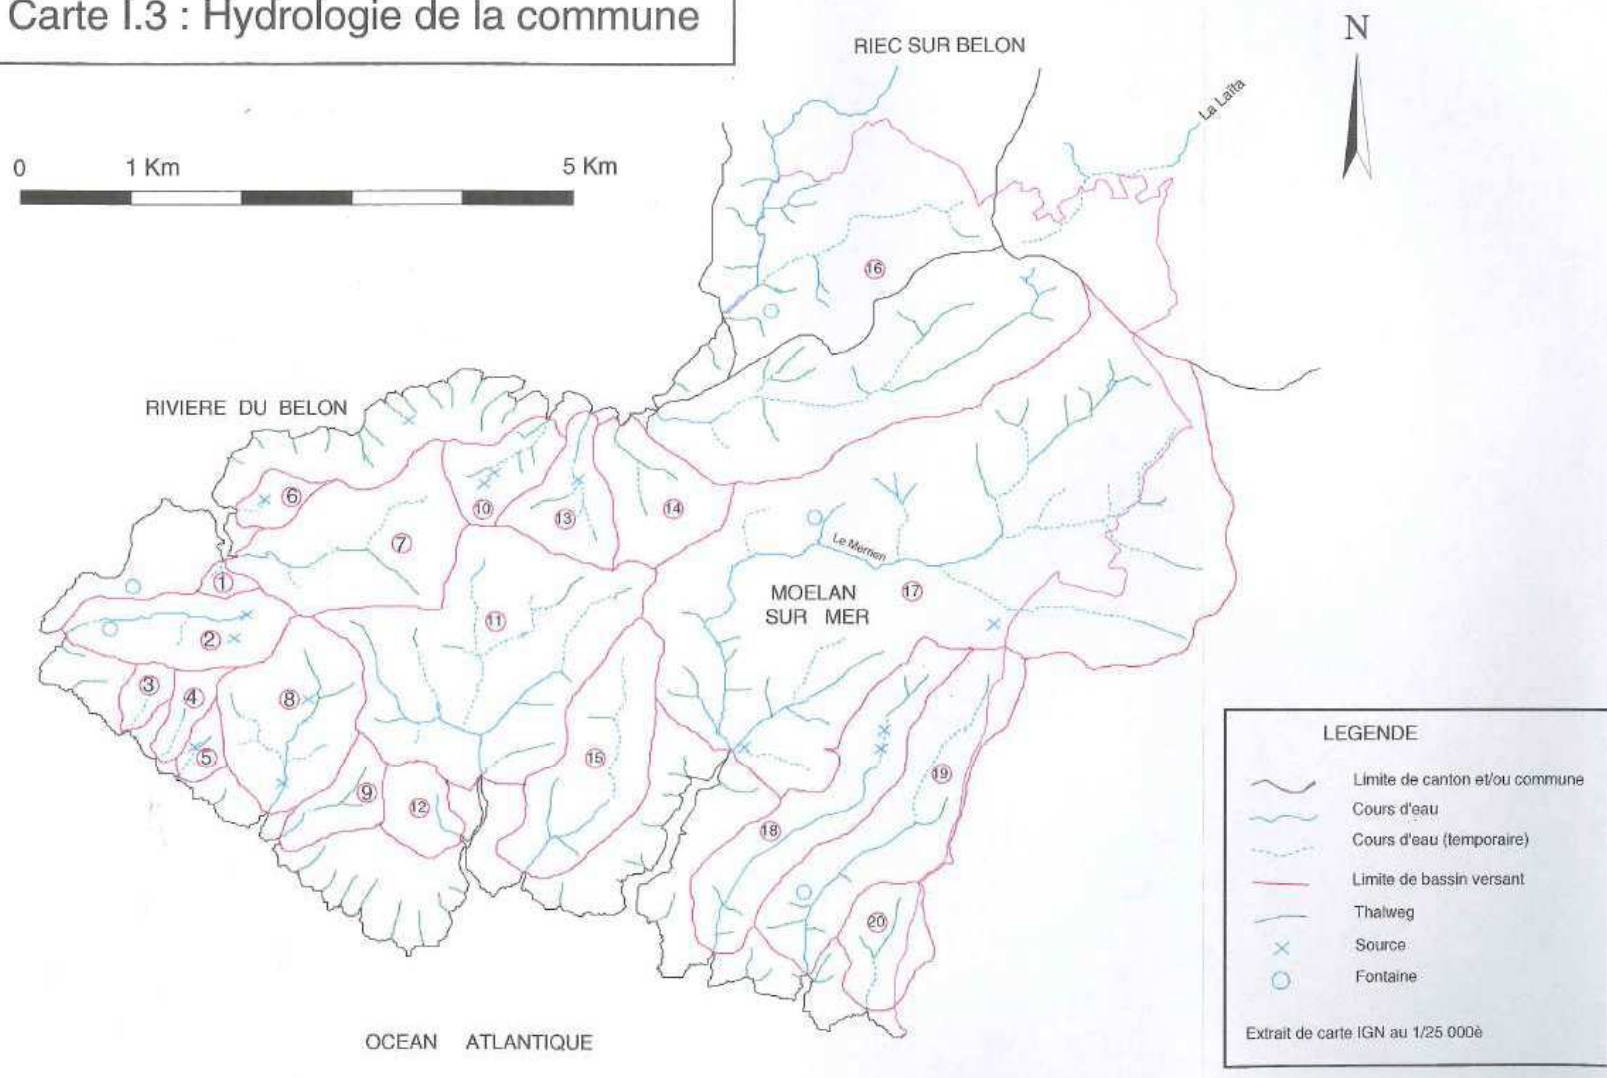 Carte I.3 : Hydrologie de la commune
N
RIEC SUR BELON
La Laïta
0 1 Km 5 Km
16
RIVIERE DU BELON
6
10
13
14
7
1
Le Merrien
MOELAN
SUR MER
17
11
2
3
4
8
5
15
9
12
19
18
20
OCEAN ATLANTIQUE
LEGENDE
Limite de canton et/ou commune
Cours d'eau
Cours d'eau (temporaire)
Limite de bassin versant
Thalweg
Source
Fontaine
Extrait de carte IGN au 1/25 000è